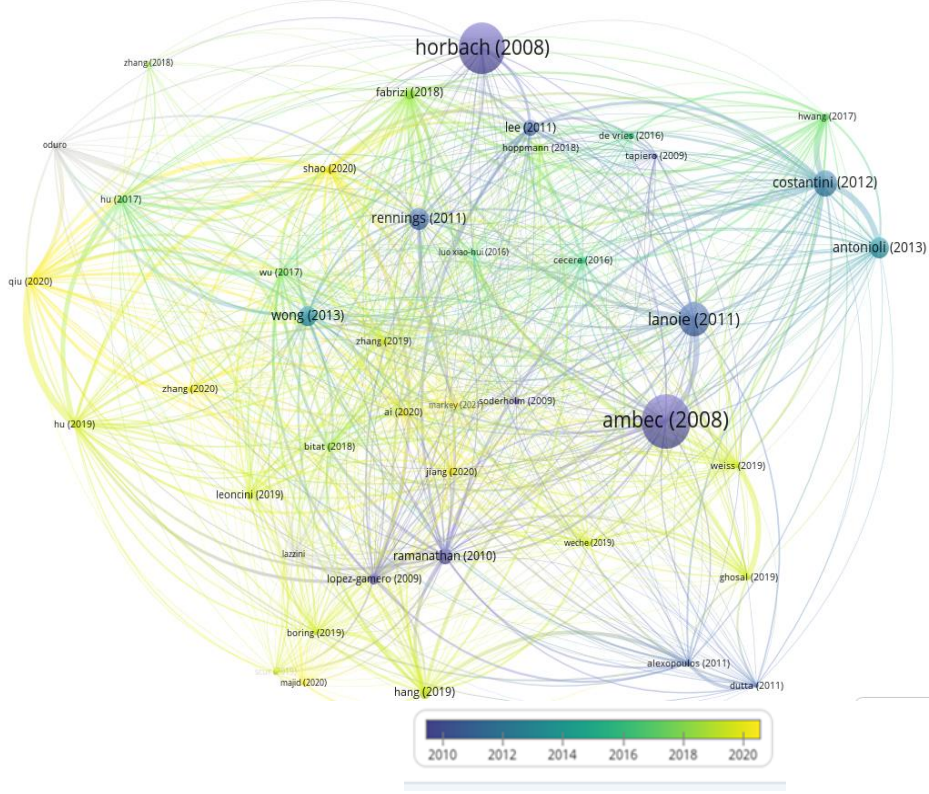 horbach (2008)
zhang (2018)
fabrizi (2018)
hwang (2017)
lee (2011)
de vries (2016)
oduro
hoppmann (2018)
tapiero (2009)
shao (2020)
costantini (2012)
hu (2017)
rennings (2011)
antonioli (2013)
luo xiao-hui (2016)
cecere (2016)
wu (2017)
qiu (2020)
wong (2013)
lanoie (2011)
zhang (2019)
zhang (2020)
soderholm (2009)
markey (2021)
ai (2020)
ambec (2008)
hu (2019)
bitat (2018)
weiss (2019)
jiang (2020)
leoncini (2019)
weche (2019)
lazzini
ramanathan (2010)
lopez-gamero (2009)
ghosal (2019)
boring (2019)
alexopoulos (2011)
majid (2020)
dutta (2011)
hang (2019)
2010 2012 2014 2016 2018 2020